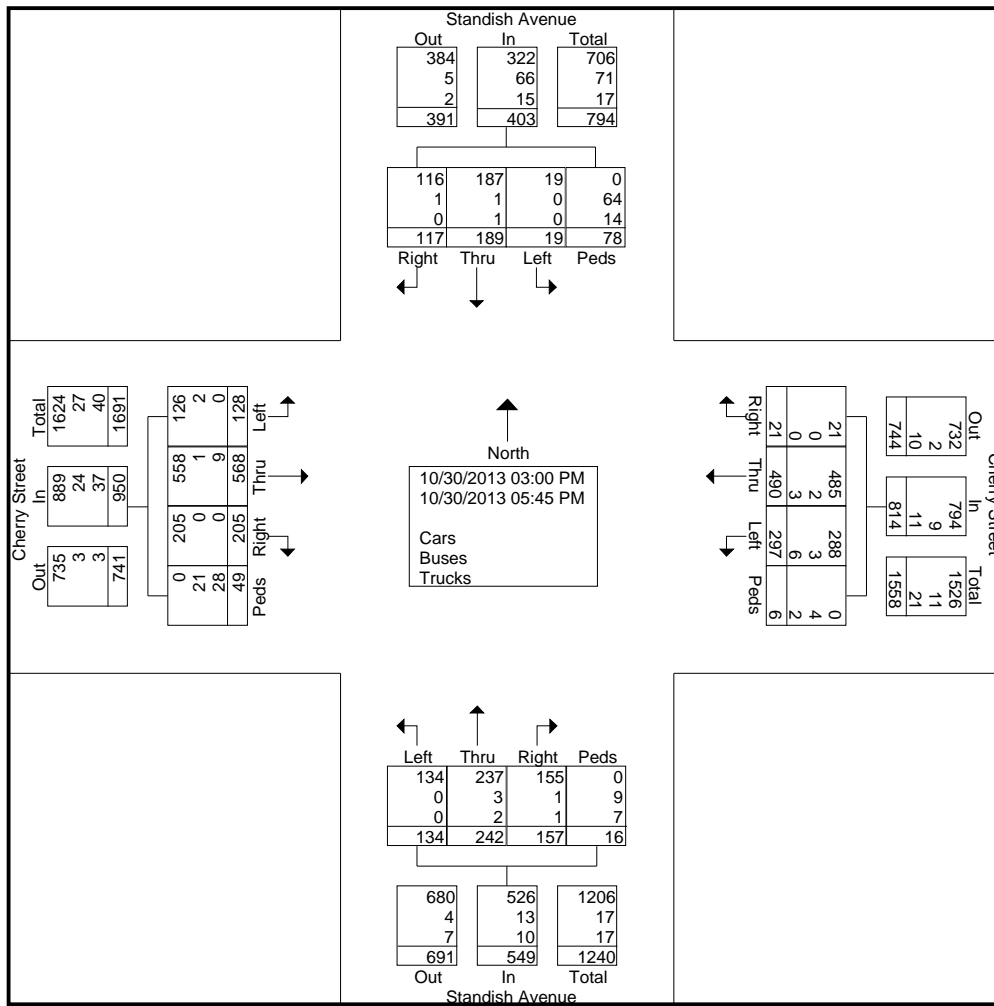 Standish Avenue
Out In Total
384 322 706
5 66 71
2 15 17
391 403 794
116 187 19 0
1 1 0 64
0 1 0 14
117 189 19 78
Right Thru Left Peds
Cherry Street
Total
1624
27
40
1691
In
889
24
37
950
Out
735
3
3
741
126
2
0
128
Left
558
1
9
568
Thru
205
0
0
205
Right
0
21
28
49
Peds
North
10/30/2013 03:00 PM
10/30/2013 05:45 PM
Cars
Buses
Trucks
Right
21
0
0
21
Thru
485
2
3
490
Left
288
3
6
297
Peds
0
4
2
6
Out
732
2
10
744
In
794
9
11
814
Total
1526
11
21
1558
Cherry Street
Left Thru Right Peds
134 237 155 0
0 3 1 9
0 2 1 7
134 242 157 16
680 526 1206
4 13 17
7 10 17
691 549 1240
Out In Total
Standish Avenue